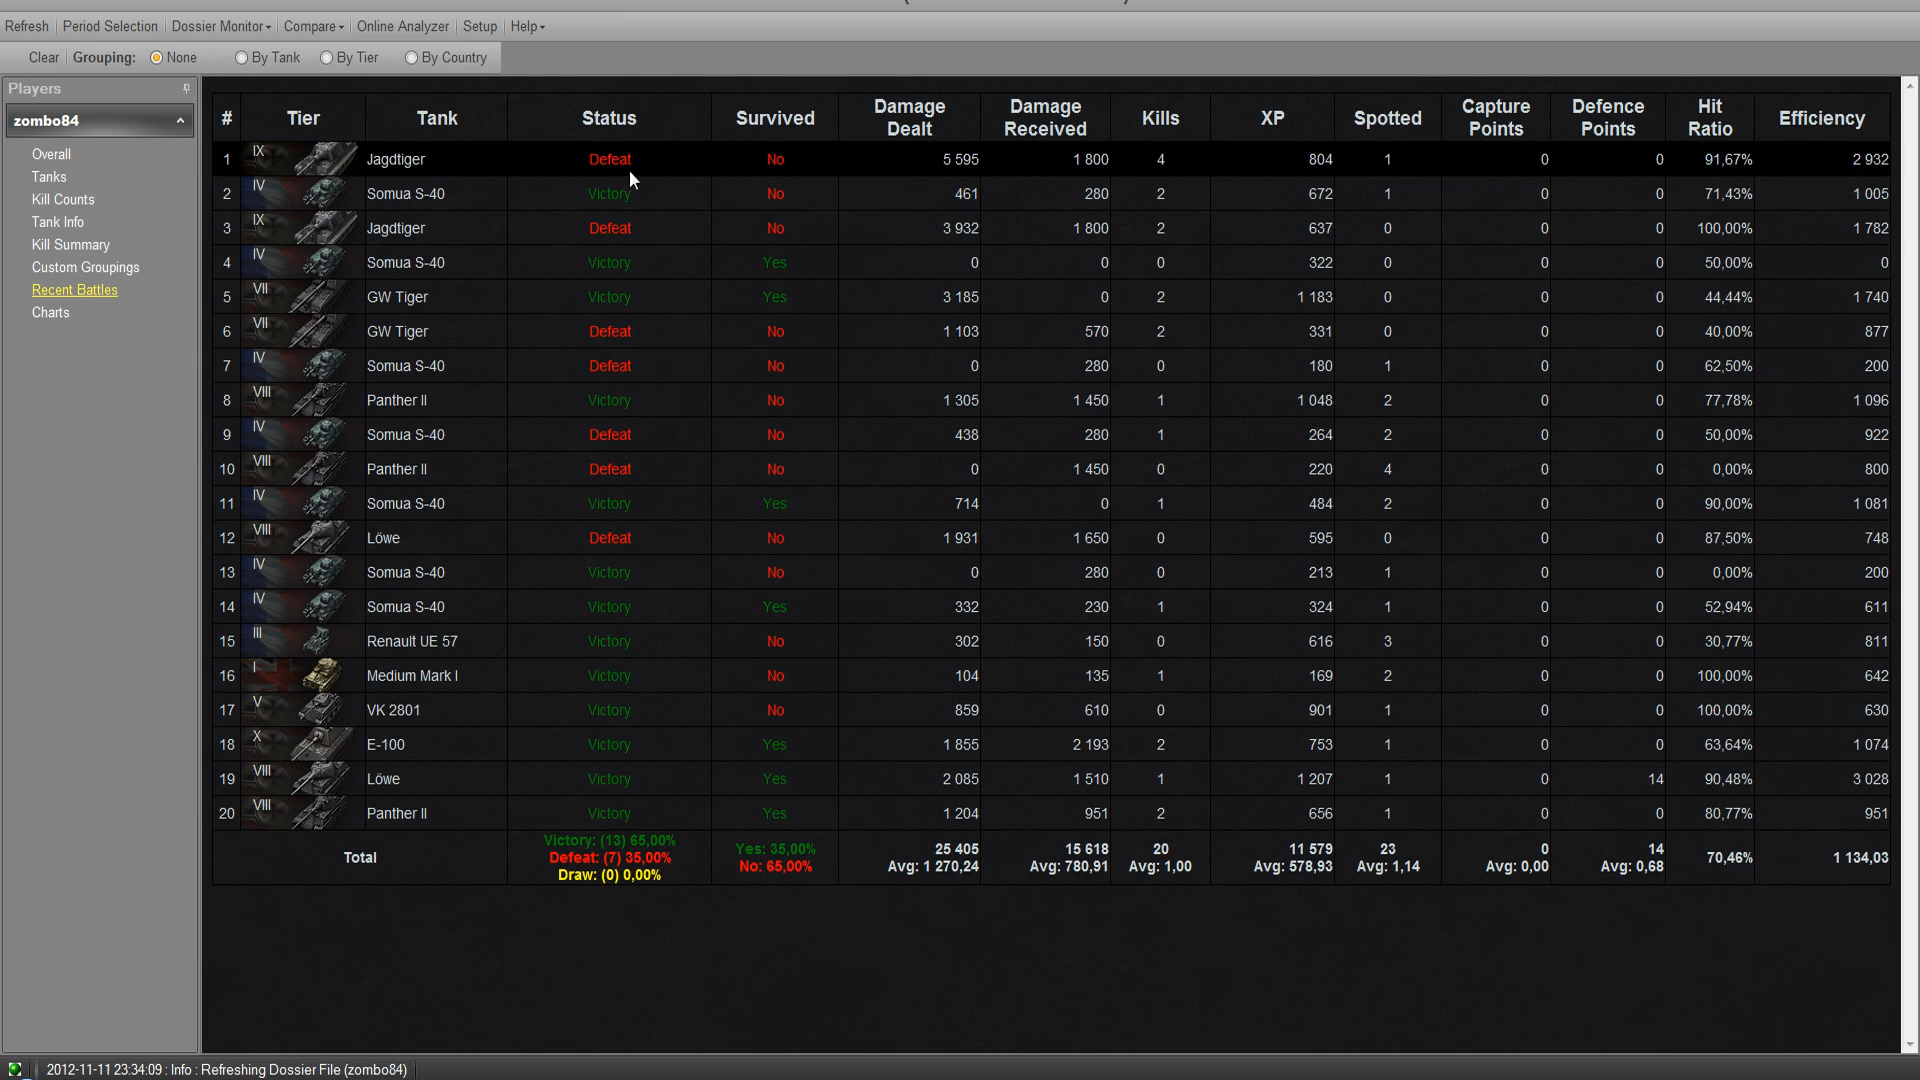 Refresh Period Selection Dossier Monitor Compare Online Analyzer Setup Help
Clear Grouping: None By Tank By Tier By Country
Players
zombo84
Overall
Tanks
Kill Counts
Tank Info
Kill Summary
Custom Groupings
Recent Battles
Charts
# Tier Tank Status Survived Damage Dealt Damage Received Kills XP Spotted Capture Points Defence Points Hit Ratio Efficiency
1 IX Jagdtiger Defeat No 5 595 1 800 4 804 1 0 0 91,67% 2 932
2 IV Somua S-40 Victory No 461 280 2 672 1 0 0 71,43% 1 005
3 IX Jagdtiger Defeat No 3 932 1 800 2 637 0 0 0 100,00% 1 782
4 IV Somua S-40 Victory Yes 0 0 0 322 0 0 0 50,00% 0
5 VII GW Tiger Victory Yes 3 185 0 2 1 183 0 0 0 44,44% 1 740
6 VII GW Tiger Defeat No 1 103 570 2 331 0 0 0 40,00% 877
7 IV Somua S-40 Defeat No 0 280 0 180 1 0 0 62,50% 200
8 VIII Panther II Victory No 1 305 1 450 1 1 048 2 0 0 77,78% 1 096
9 IV Somua S-40 Defeat No 438 280 1 264 2 0 0 50,00% 922
10 VIII Panther II Defeat No 0 1 450 0 220 4 0 0 0,00% 800
11 IV Somua S-40 Victory Yes 714 0 1 484 2 0 0 90,00% 1 081
12 VIII Löwe Defeat No 1 931 1 650 0 595 0 0 0 87,50% 748
13 IV Somua S-40 Victory No 0 280 0 213 1 0 0 0,00% 200
14 IV Somua S-40 Victory Yes 332 230 1 324 1 0 0 52,94% 611
15 III Renault UE 57 Victory No 302 150 0 616 3 0 0 30,77% 811
16 I Medium Mark I Victory No 104 135 1 169 2 0 0 100,00% 642
17 V VK 2801 Victory No 859 610 0 901 1 0 0 100,00% 630
18 X E-100 Victory Yes 1 855 2 193 2 753 1 0 0 63,64% 1 074
19 VIII Löwe Victory Yes 2 085 1 510 1 1 207 1 0 14 90,48% 3 028
20 VIII Panther II Victory Yes 1 204 951 2 656 1 0 0 80,77% 951
Total
Victory: (13) 65,00%
Defeat: (7) 35,00%
Draw: (0) 0,00%
Yes: 35,00%
No: 65,00%
25 405
Avg: 1 270,24
15 618
Avg: 780,91
20
Avg: 1,00
11 579
Avg: 578,93
23
Avg: 1,14
0
Avg: 0,00
14
Avg: 0,68
70,46%
1 134,03
2012-11-11 23:34:09 : Info : Refreshing Dossier File (zombo84)